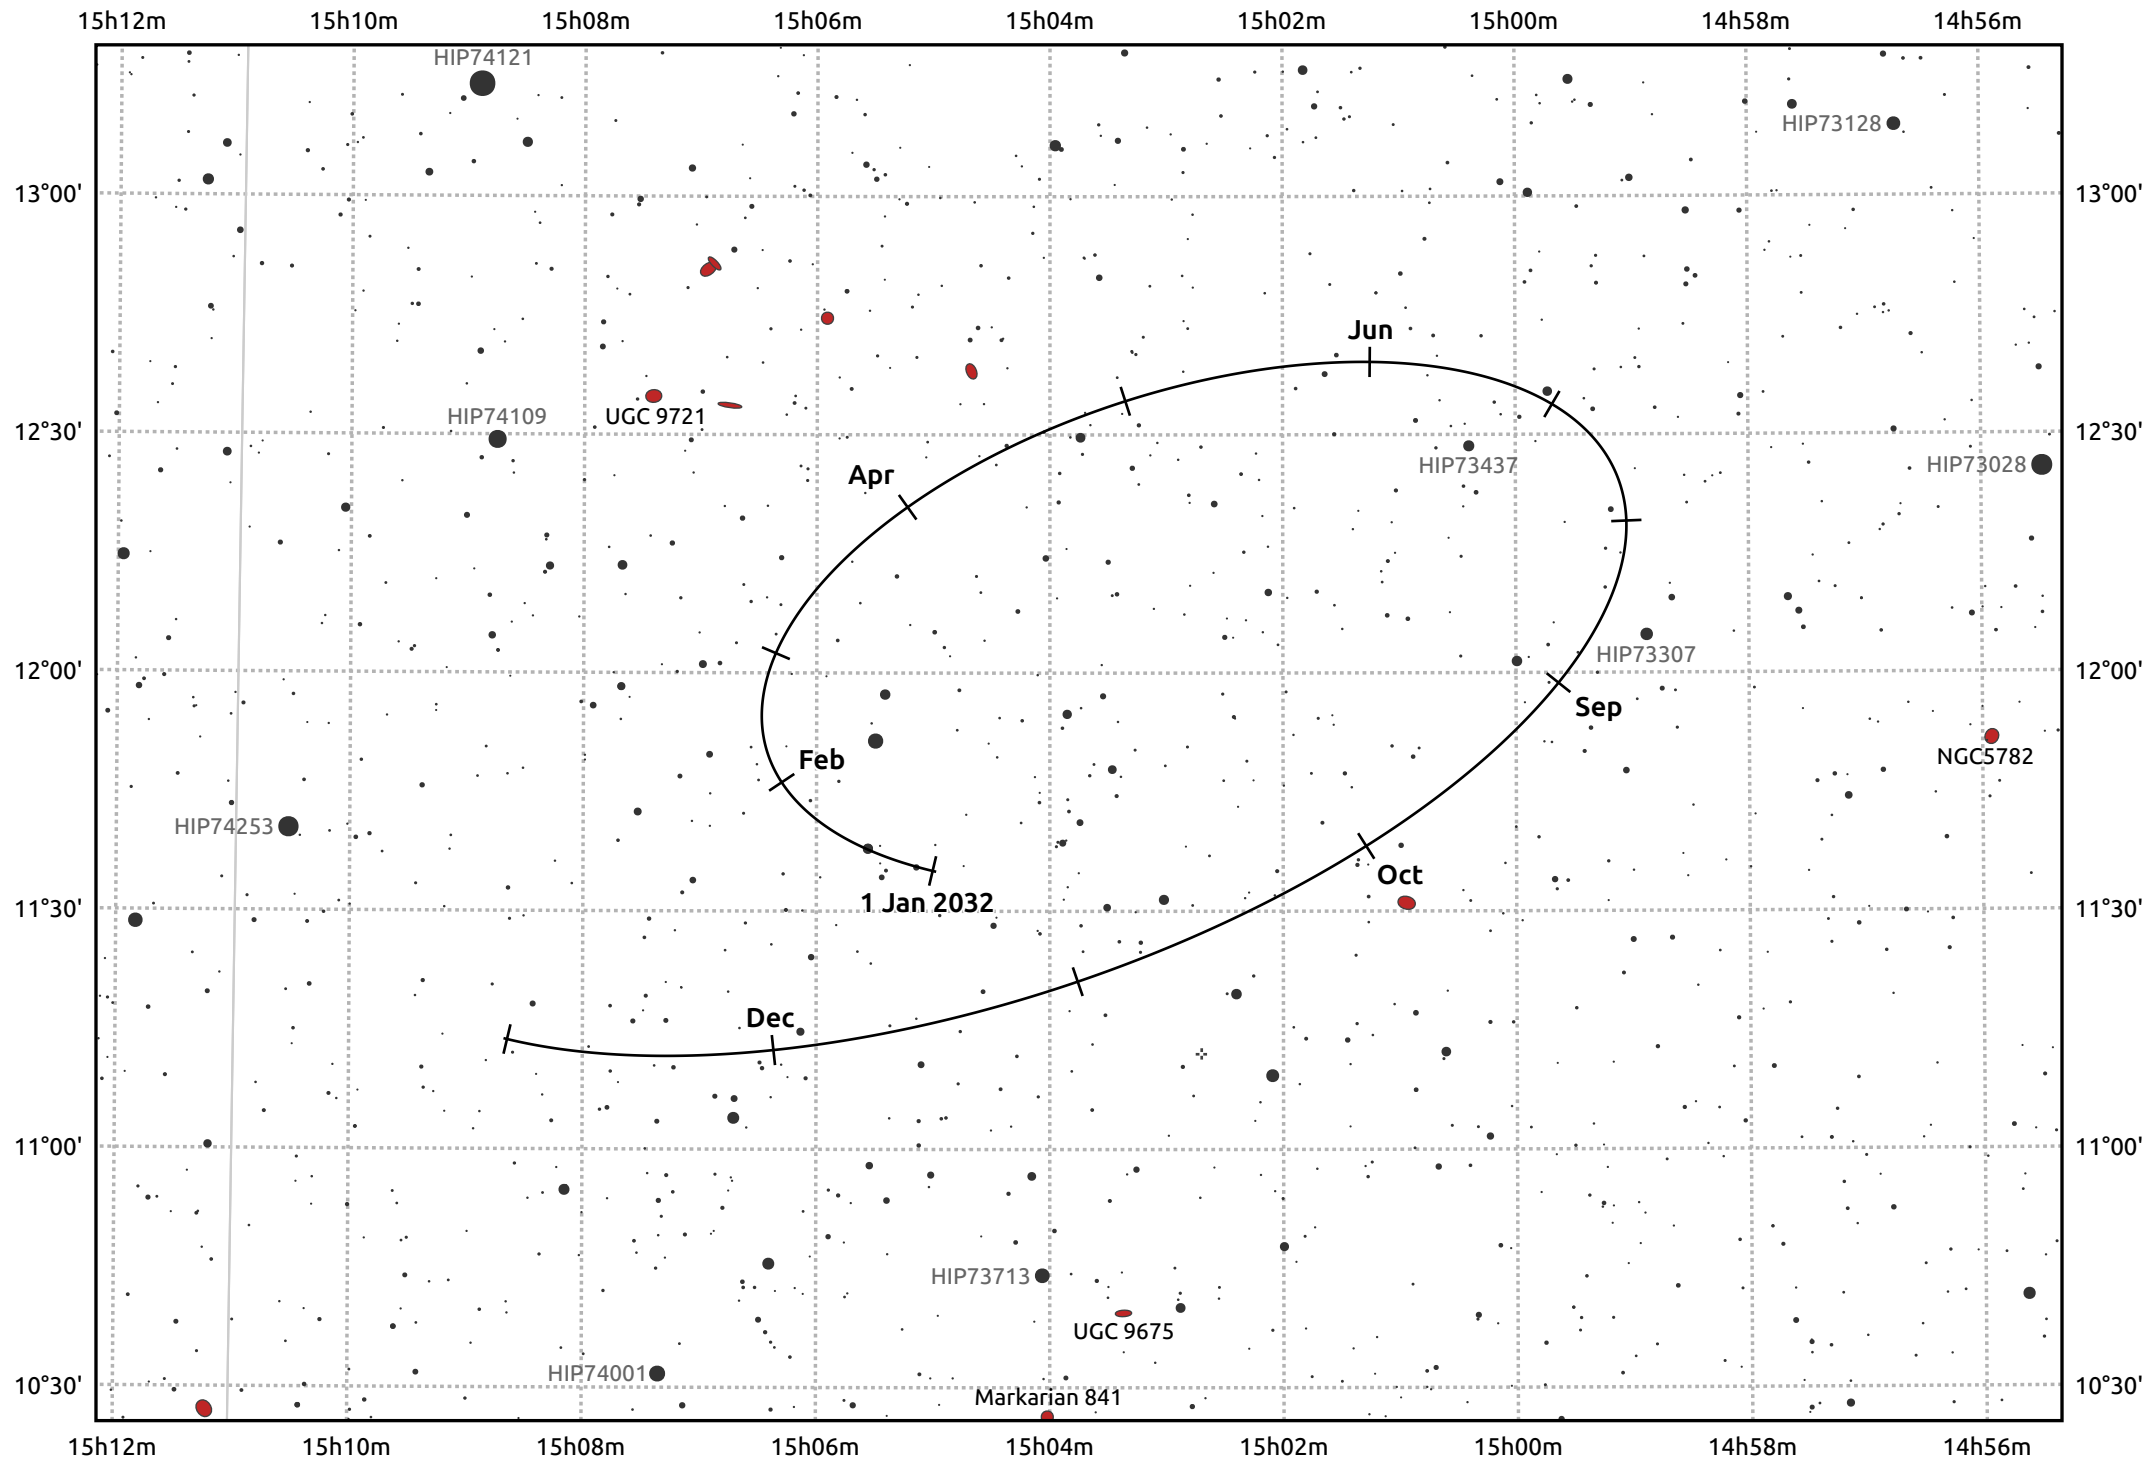 15h12m 15h10m 15h08m 15h06m 15h04m 15h02m 15h00m 14h58m 14h56m
HIP74121
HIP73128
13°00' 13°00'
Jun
HIP74109 UGC 9721
12°30' 12°30'
HIP73437 HIP73028
Apr
12°00' 12°00'
HIP73307
Sep
Feb NGC5782
HIP74253
Oct
1 Jan 2032
11°30' 11°30'
Dec
11°00' 11°00'
HIP73713
UGC 9675
HIP74001
10°30' 10°30'
Markarian 841
15h12m 15h10m 15h08m 15h06m 15h04m 15h02m 15h00m 14h58m 14h56m